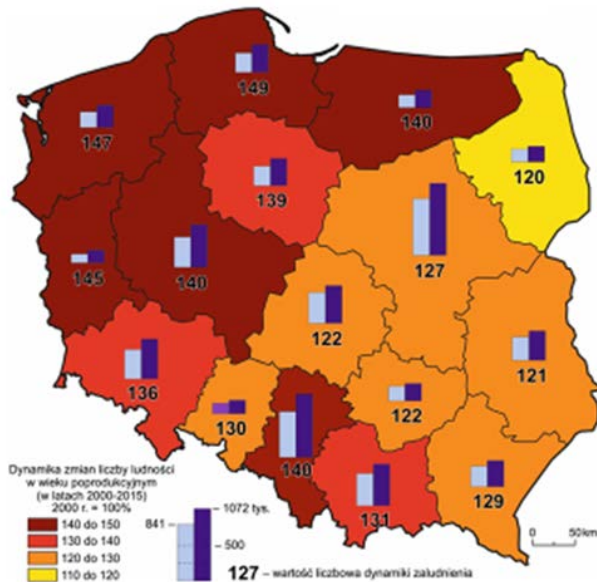 149
147
140
120
139
145
140
127
122
121
136
122
130
140
131
129
Dynamika zmian liczby ludności
w wieku poprodukcyjnym
(w latach 2000-2015)
2000 r. = 100%
140 do 150
130 do 140
120 do 130
110 do 120
841
1072 tys.
500
127 – wartość liczbowa dynamiki zaludnienia
0 50km